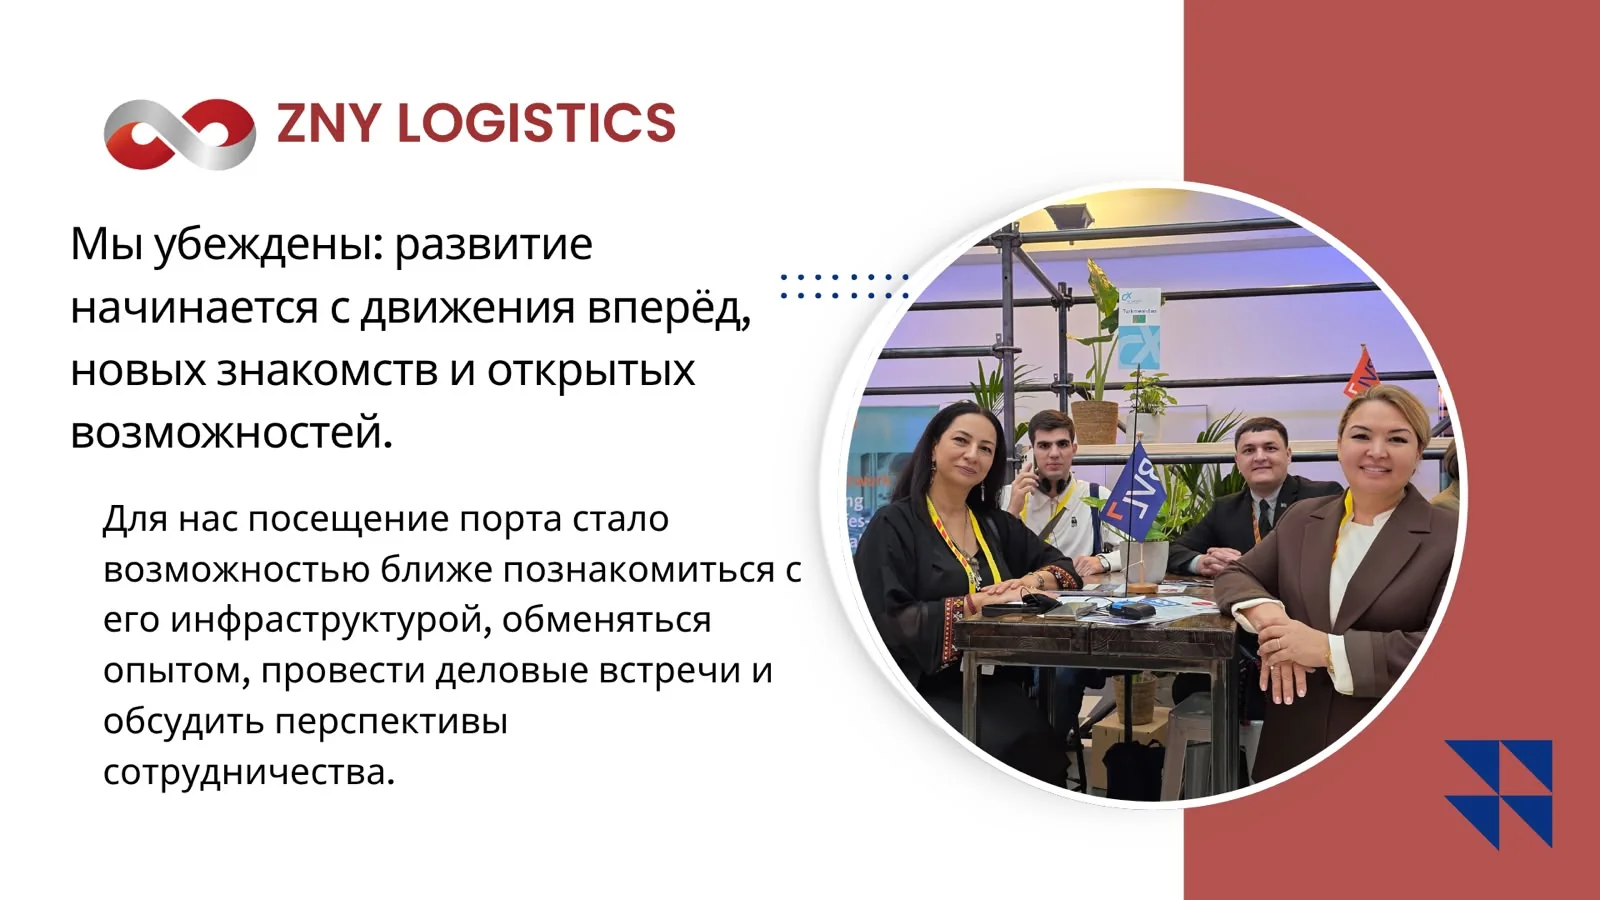 ZNY LOGISTICS
Мы убеждены: развитие
начинается с движения вперёд,
новых знакомств и открытых
возможностей.
Для нас посещение порта стало
возможностью ближе познакомиться с
его инфраструктурой, обменяться
опытом, провести деловые встречи и
обсудить перспективы
сотрудничества.